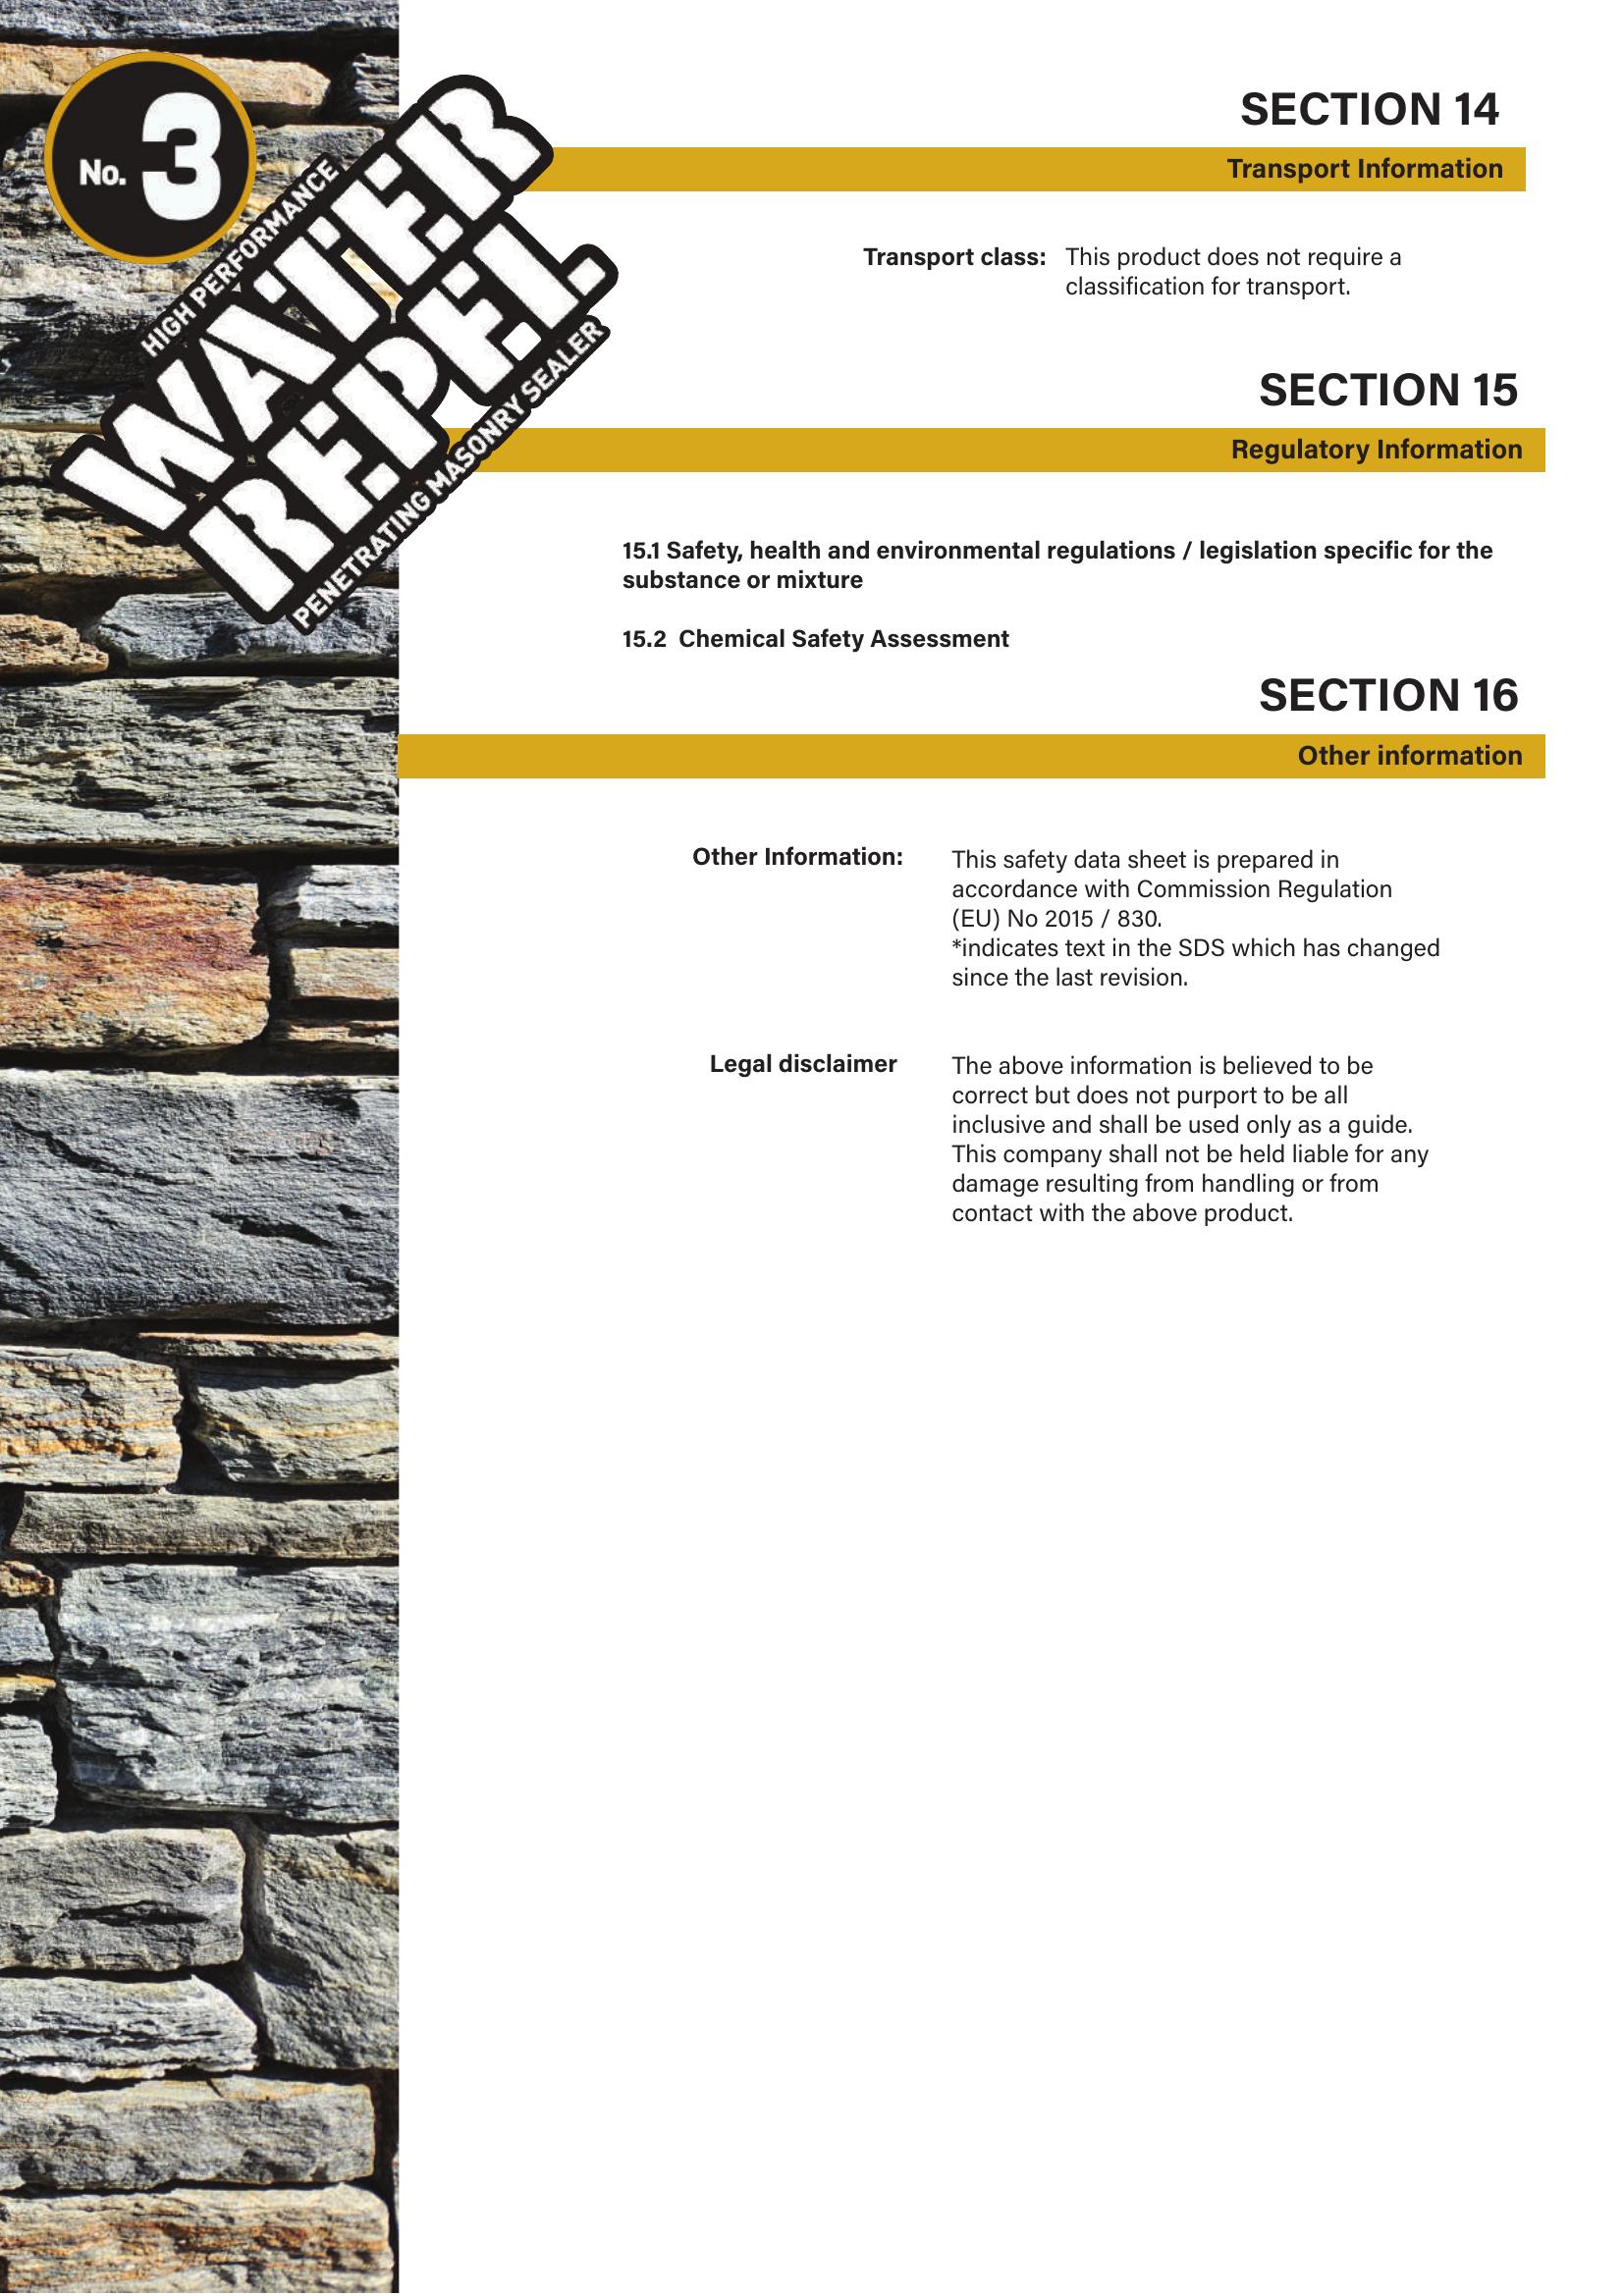 No. 3
HIGH PERFORMANCE
WATER
REPEL
PENETRATING MASONRY SEALER
SECTION 14
Transport Information
Transport class: This product does not require a
classification for transport.
SECTION 15
Regulatory Information
15.1 Safety, health and environmental regulations / legislation specific for the
substance or mixture
15.2 Chemical Safety Assessment
SECTION 16
Other information
Other Information: This safety data sheet is prepared in
accordance with Commission Regulation
(EU) No 2015 / 830.
*indicates text in the SDS which has changed
since the last revision.
Legal disclaimer The above information is believed to be
correct but does not purport to be all
inclusive and shall be used only as a guide.
This company shall not be held liable for any
damage resulting from handling or from
contact with the above product.